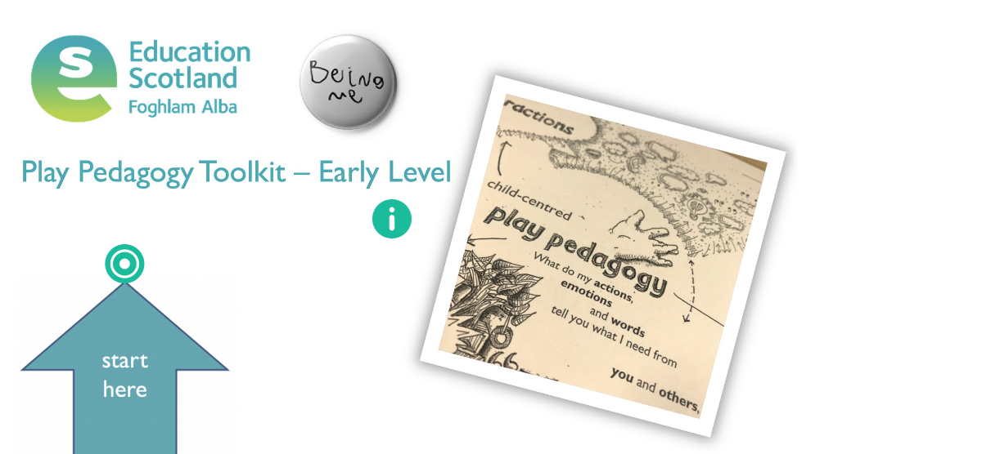 Education
Scotland
Foghlam Alba
Being
me
Play Pedagogy Toolkit – Early Level
start
here
ractions
child-centred
play pedagogy
What do my actions,
emotions
and words
tell you what I need from
you and others,